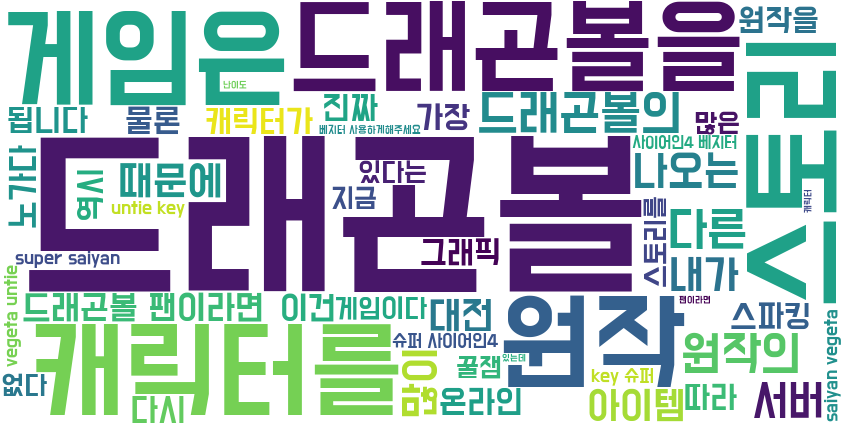 게임은
드래곤볼을
원작을
그리고
난이도
됩니다
물론
캐릭터가
진짜
가장
드래곤볼의
많은
베지터 사용하게해주세요
사이어인4 베지터
노가다
드래곤볼
역시
때문에
있다는
나오는
untie key
지금
캐릭터
super saiyan
그래픽
스토리를
다른
내가
vegeta untie
드래곤볼 팬이라면
이건게임이다
대전
원작
팬이라면
스파킹
캐릭터를
많이
슈퍼 사이어인4
원작의
saiyan vegeta
없다
꿀잼
있는데
key 슈퍼
다시
온라인
아이템
따라
서버